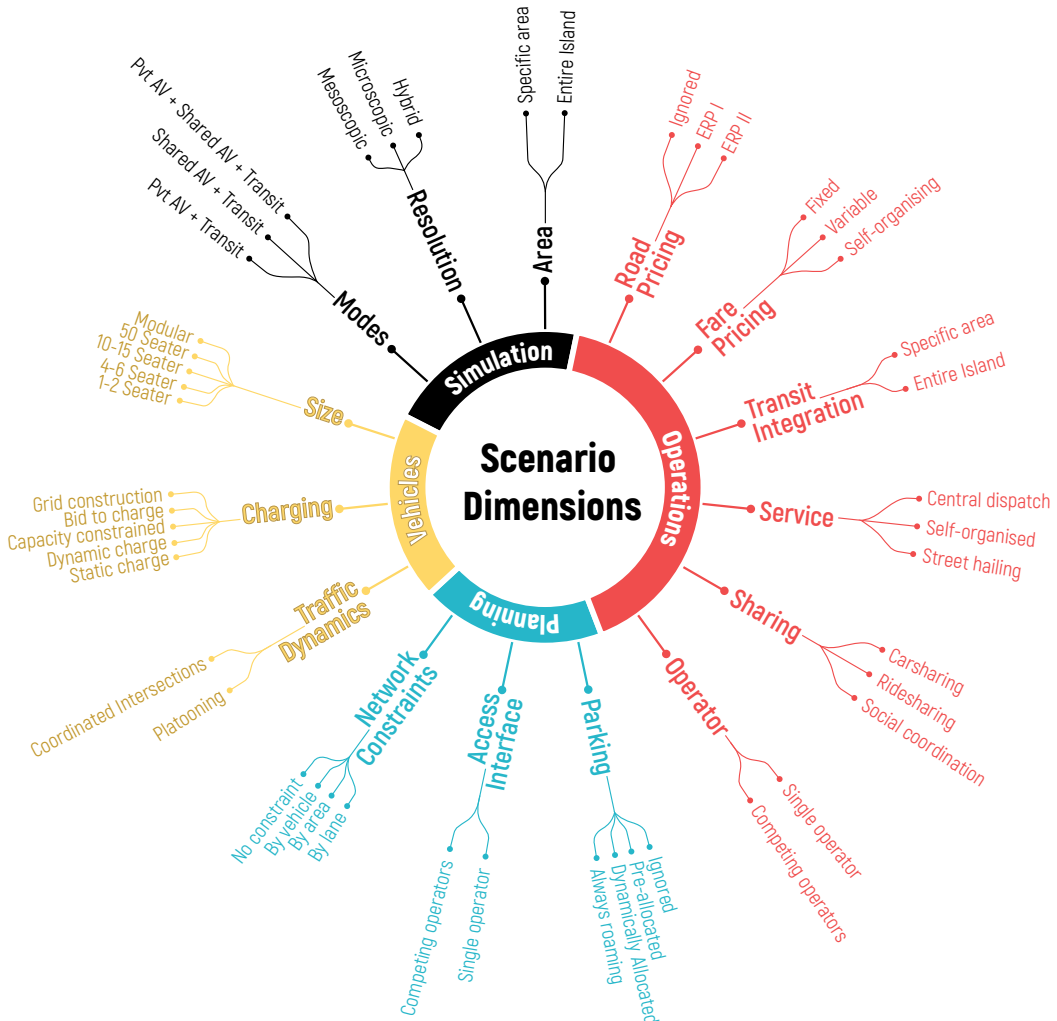 Scenario
Dimensions
Simulation
Modes
Pvt AV + Shared AV + Transit
Shared AV + Transit
Pvt AV + Transit
Resolution
Mesoscopic
Microscopic
Hybrid
Area
Specific area
Entire Island
Operations
Road
Pricing
Ignored
ERP I
ERP II
Fare
Pricing
Fixed
Variable
Self-organising
Transit
Integration
Specific area
Entire Island
Service
Central dispatch
Self-organised
Street hailing
Sharing
Carsharing
Ridesharing
Social coordination
Operator
Single operator
Competing operators
Planning
Parking
Ignored
Pre-allocated
Dynamically Allocated
Always roaming
Access
Interface
Single operator
Competing operators
Network
Constraints
No constraint
By vehicle
By area
By lane
Vehicles
Traffic
Dynamics
Coordinated Intersections
Platooning
Charging
Grid construction
Bid to charge
Capacity constrained
Dynamic charge
Static charge
Size
Modular
50 Seater
10-15 Seater
4-6 Seater
1-2 Seater